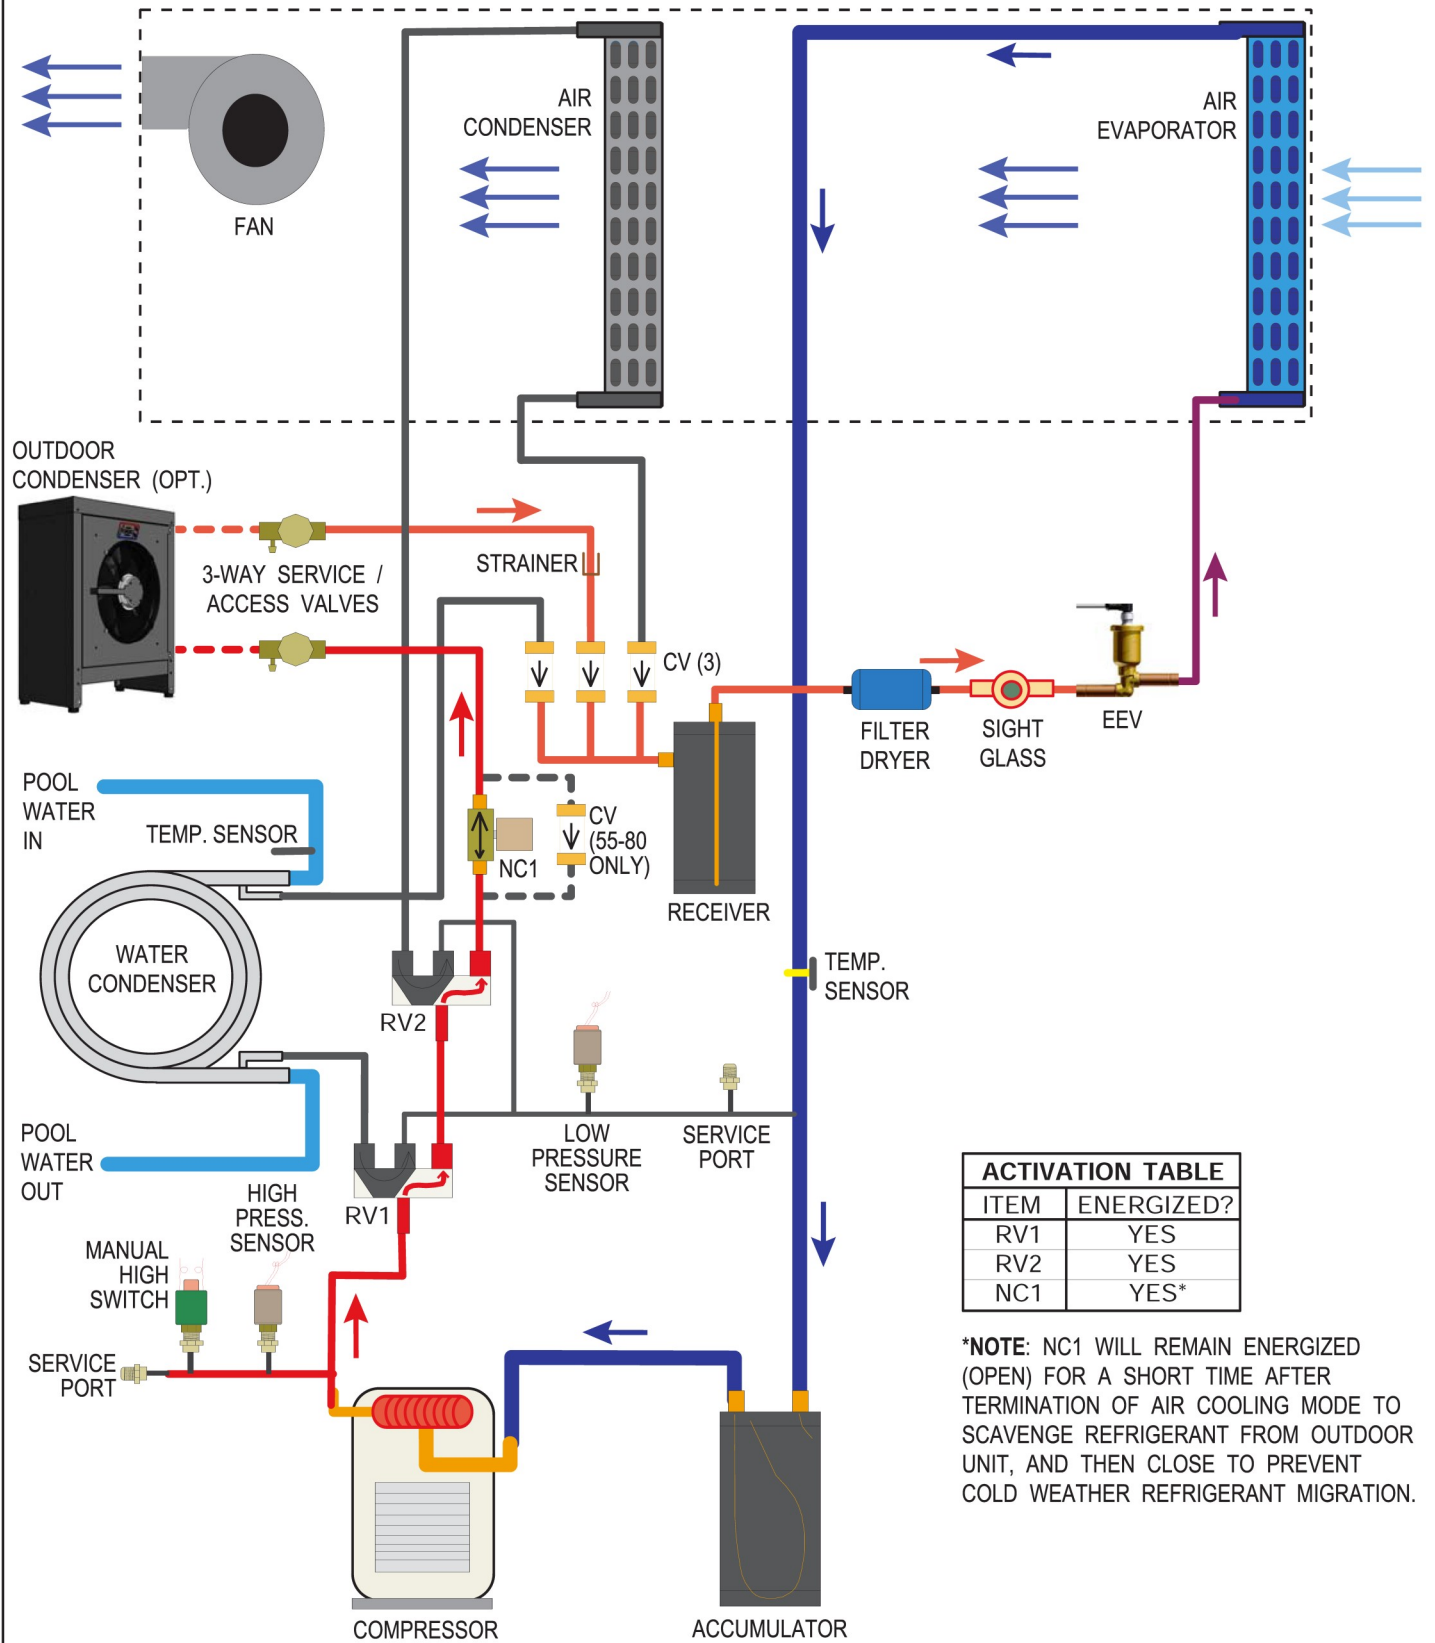 AIR
CONDENSER
AIR
EVAPORATOR
FAN
OUTDOOR
CONDENSER (OPT.)
3-WAY SERVICE /
ACCESS VALVES
STRAINER
CV (3)
FILTER
DRYER
SIGHT
GLASS
EEV
POOL
WATER
IN
TEMP. SENSOR
NC1
CV
(55-80
ONLY)
RECEIVER
WATER
CONDENSER
RV2
TEMP.
SENSOR
POOL
WATER
OUT
RV1
LOW
PRESSURE
SENSOR
SERVICE
PORT
HIGH
PRESS.
SENSOR
MANUAL
HIGH
SWITCH
SERVICE
PORT
COMPRESSOR
ACCUMULATOR
ACTIVATION TABLE
ITEM ENERGIZED?
RV1 YES
RV2 YES
NC1 YES*
*NOTE: NC1 WILL REMAIN ENERGIZED
(OPEN) FOR A SHORT TIME AFTER
TERMINATION OF AIR COOLING MODE TO
SCAVENGE REFRIGERANT FROM OUTDOOR
UNIT, AND THEN CLOSE TO PREVENT
COLD WEATHER REFRIGERANT MIGRATION.